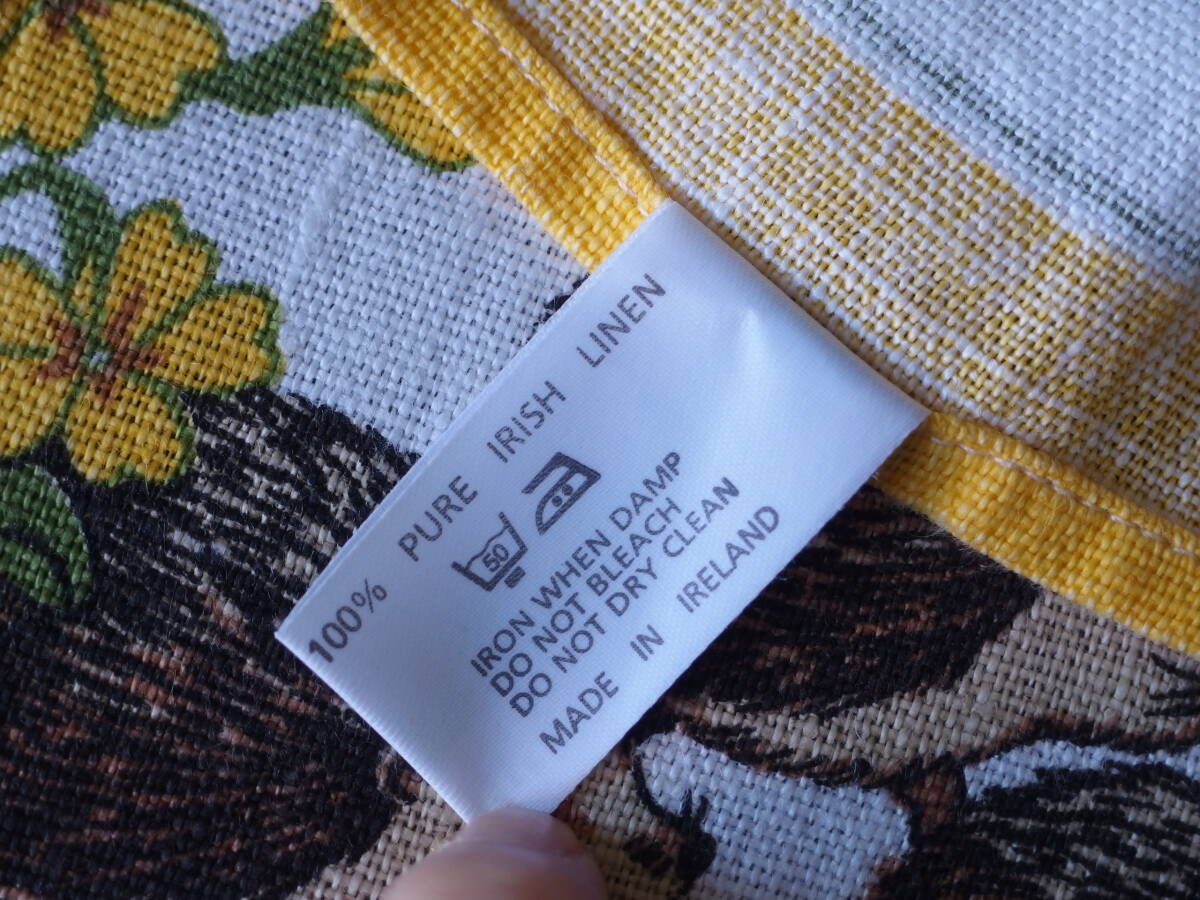 100% PURE IRISH LINEN
50
IRON WHEN DAMP
DO NOT BLEACH
DO NOT DRY CLEAN
MADE IN IRELAND